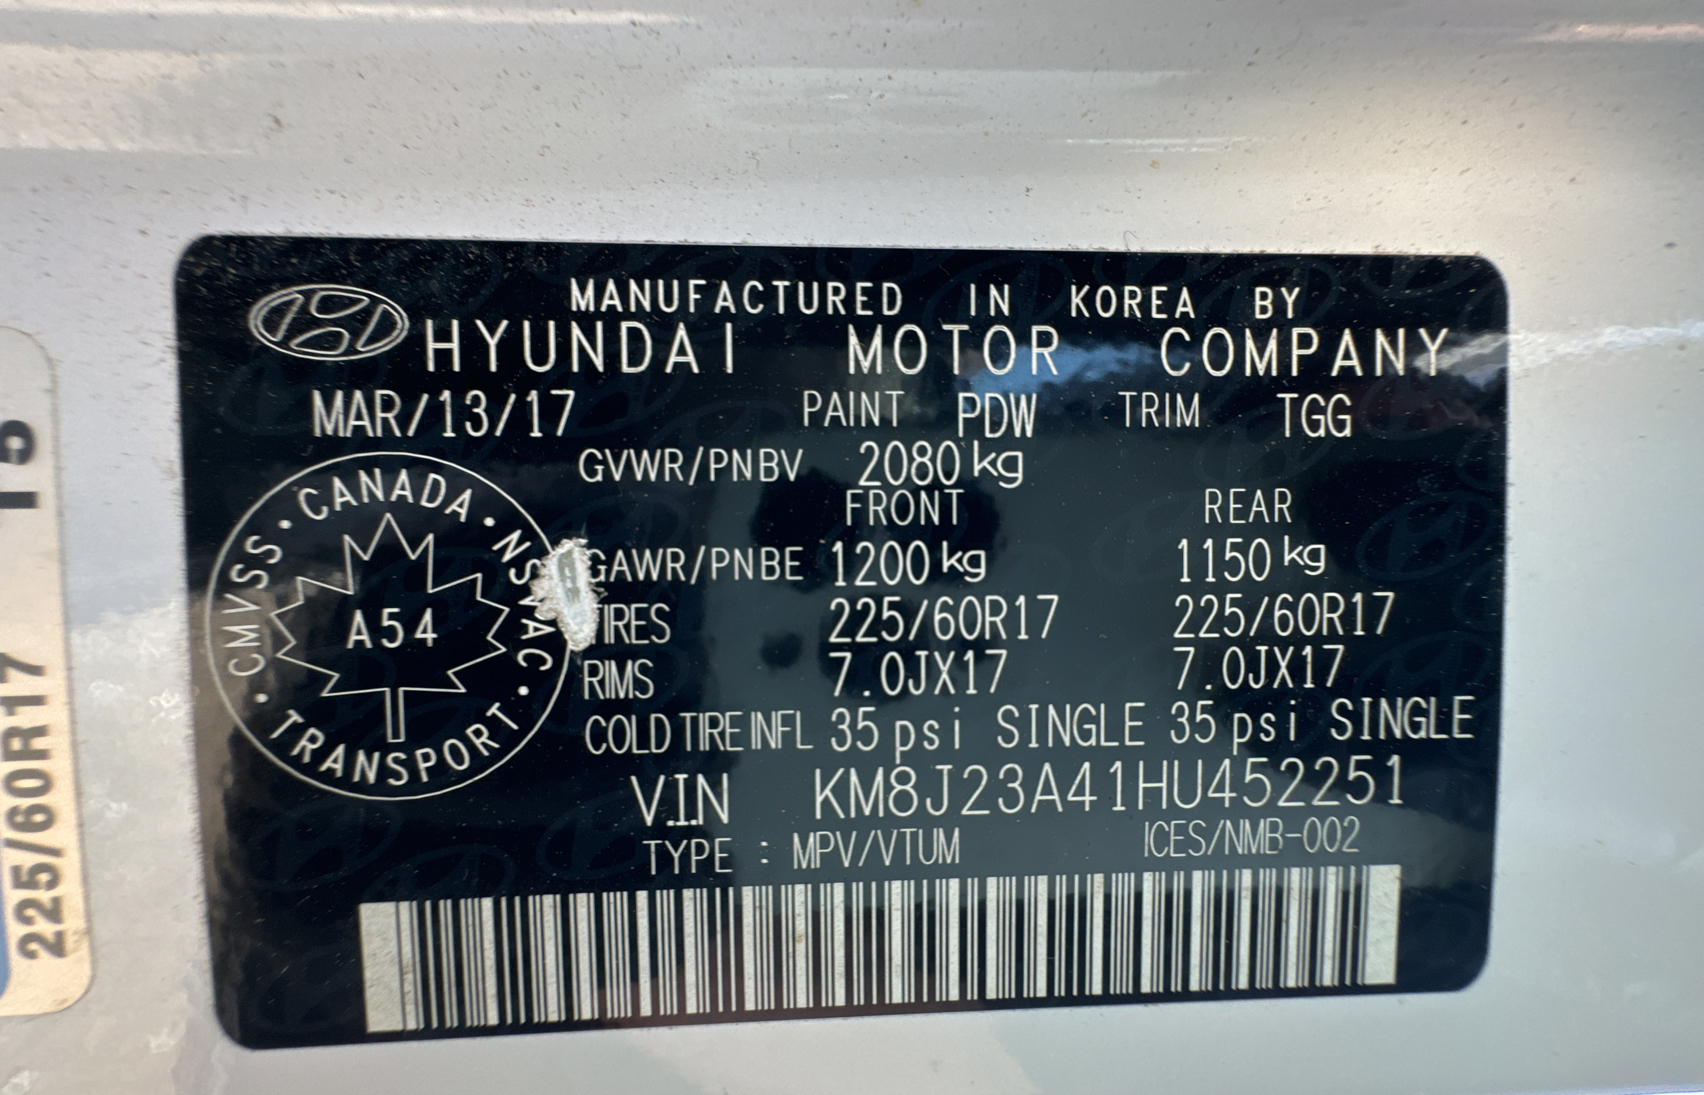 MANUFACTURED IN KOREA BY
HYUNDAI MOTOR COMPANY
MAR/13/17 PAINT PDW TRIM TGG
GVWR/PNBV 2080 kg
FRONT REAR
GAWR/PNBE 1200 kg 1150 kg
TIRES 225/60R17 225/60R17
RIMS 7.0JX17 7.0JX17
COLD TIRE INFL 35 psi SINGLE 35 psi SINGLE
V.I.N KM8J23A41HU452251
TYPE : MPV/VTUM ICES/NMB-002
CANADA · NSVAC · TRANSPORT · CMVSS ·
A54
225/60R17